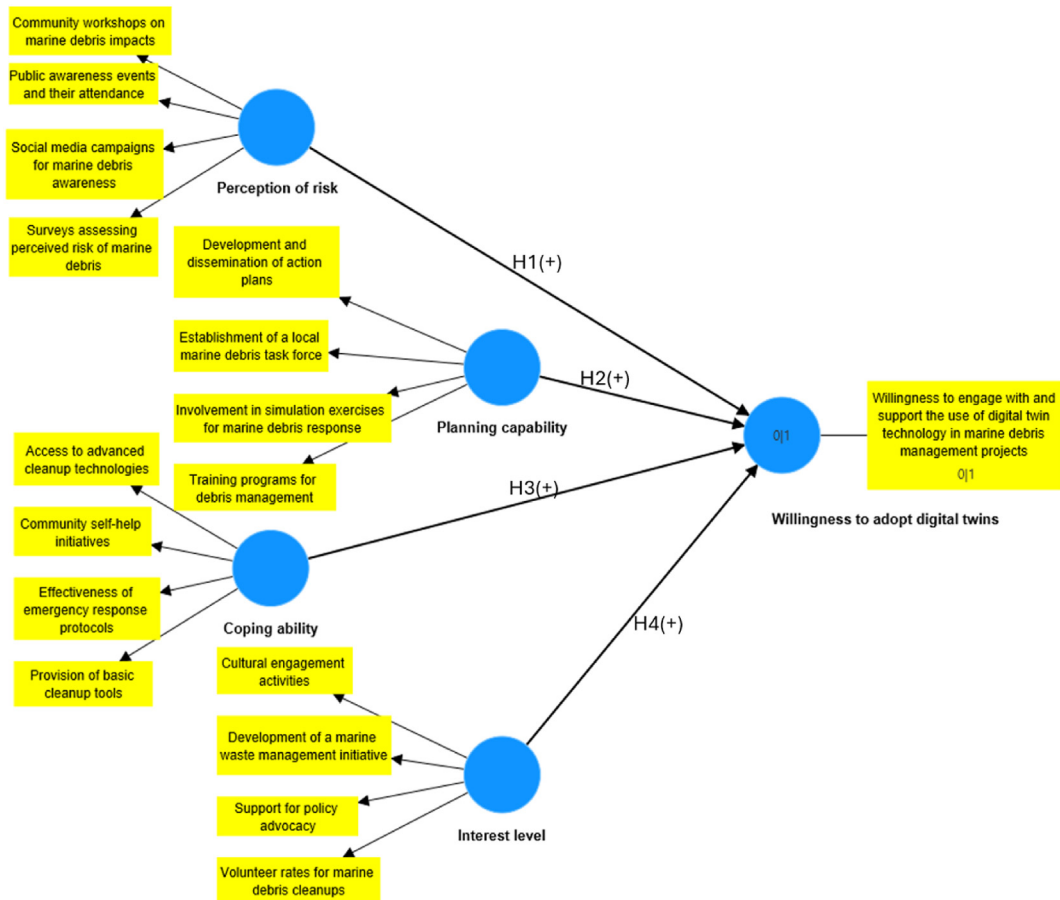 Community workshops on
marine debris impacts
Public awareness events
and their attendance
Social media campaigns
for marine debris
awareness
Surveys assessing
perceived risk of marine
debris
Perception of risk
H1(+)
Development and
dissemination of action
plans
Establishment of a local
marine debris task force
Involvement in simulation exercises
for marine debris response
Training programs for
debris management
Planning capability
H2(+)
Access to advanced
cleanup technologies
Community self-help
initiatives
Effectiveness of
emergency response
protocols
Provision of basic
cleanup tools
Coping ability
H3(+)
Cultural engagement
activities
Development of a marine
waste management initiative
Support for policy
advocacy
Volunteer rates for marine
debris cleanups
Interest level
H4(+)
0|1
Willingness to adopt digital twins
Willingness to engage with and
support the use of digital twin
technology in marine debris
management projects
0|1